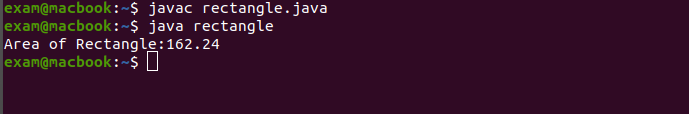 exam@macbook:~$ javac rectangle.java
exam@macbook:~$ java rectangle
Area of Rectangle:162.24
exam@macbook:~$